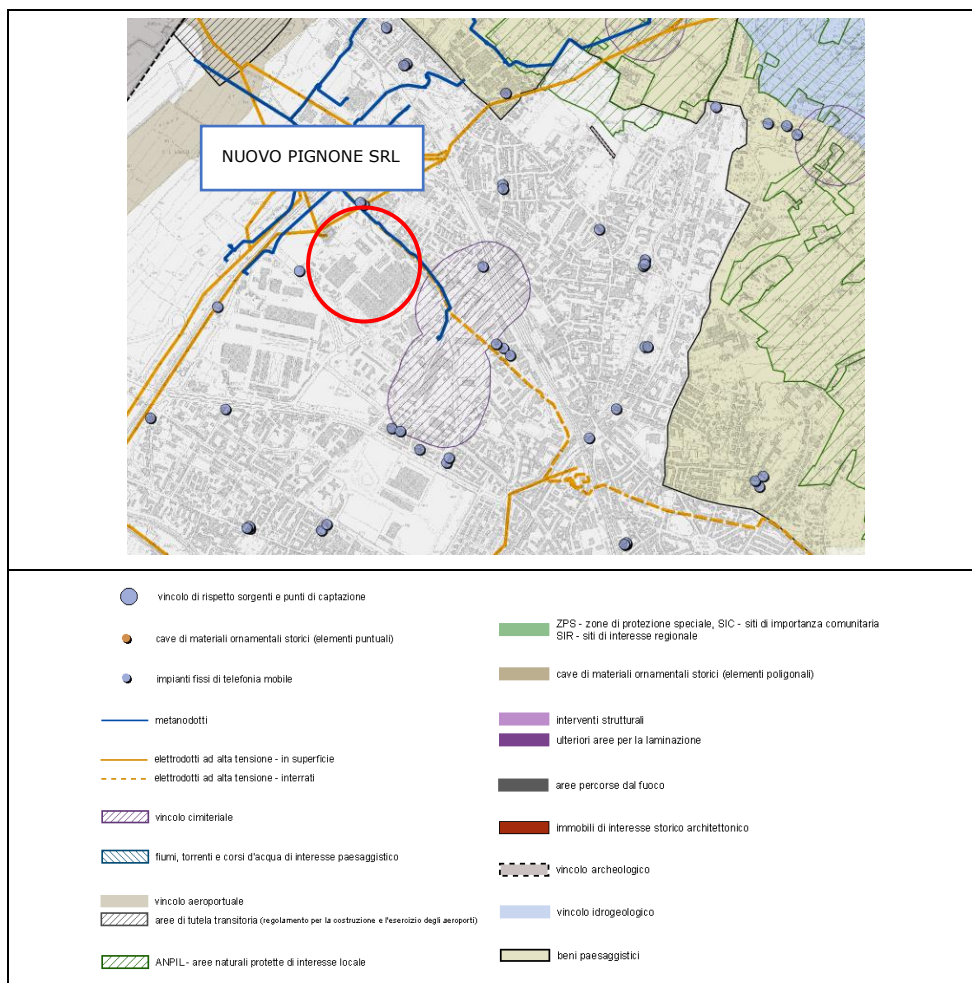 NUOVO PIGNONE SRL
vincolo di rispetto sorgenti e punti di captazione
cave di materiali ornamentali storici (elementi puntuali)
impianti fissi di telefonia mobile
metanodotti
elettrodotti ad alta tensione - in superficie
elettrodotti ad alta tensione - interrati
vincolo cimiteriale
fiumi, torrenti e corsi d'acqua di interesse paesaggistico
vincolo aeroportuale
aree di tutela transitoria (regolamento per la costruzione e l'esercizio degli aeroporti)
ANPIL - aree naturali protette di interesse locale
ZPS - zone di protezione speciale, SIC - siti di importanza comunitaria
SIR - siti di interesse regionale
cave di materiali ornamentali storici (elementi poligonali)
interventi strutturali
ulteriori aree per la laminazione
aree percorse dal fuoco
immobili di interesse storico architettonico
vincolo archeologico
vincolo idrogeologico
beni paesaggistici